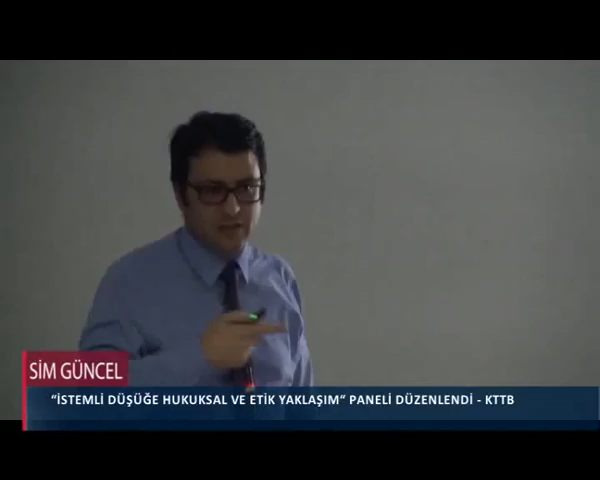 SİM GÜNCEL
“İSTEMLİ DÜŞÜĞE HUKUKSAL VE ETİK YAKLAŞIM” PANELİ DÜZENLENDİ - KTTB